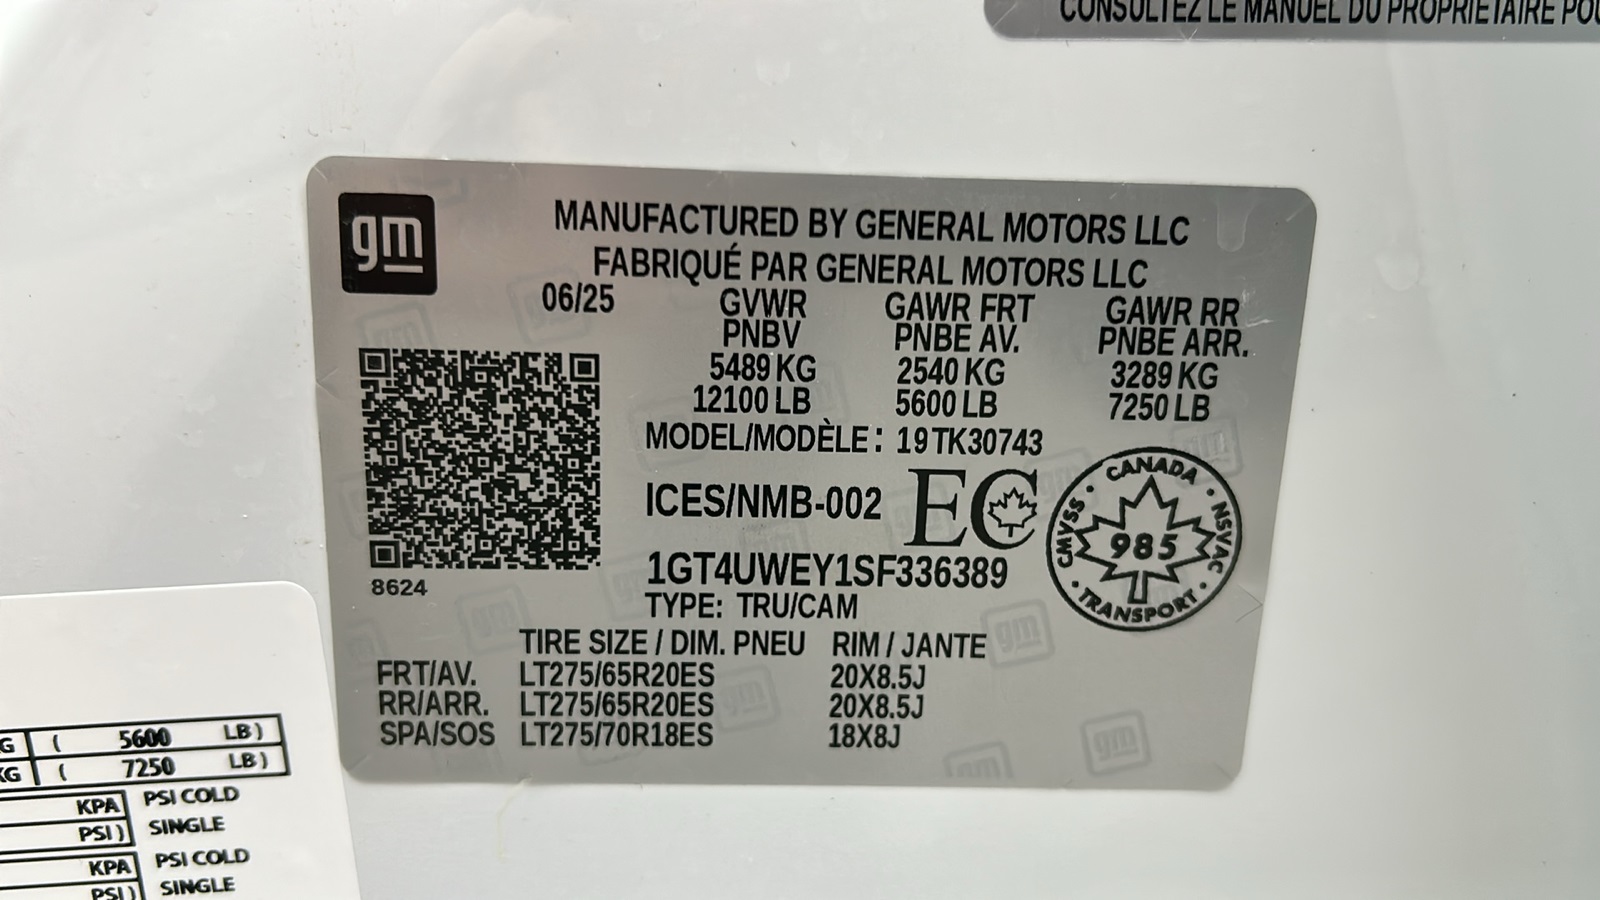 CONSULTEZ LE MANUEL DU PROPRIÉTAIRE
gm
MANUFACTURED BY GENERAL MOTORS LLC
FABRIQUÉ PAR GENERAL MOTORS LLC
06/25 GVWR GAWR FRT GAWR RR
PNBV PNBE AV. PNBE ARR.
5489 KG 2540 KG 3289 KG
12100 LB 5600 LB 7250 LB
MODEL/MODÈLE: 19 TK30743
ICES/NMB-002 EC
CANADA
CMVSS · NSVAC
985
TRANSPORT
1GT4UWEY1SF336389
8624
TYPE: TRU/CAM
TIRE SIZE / DIM. PNEU RIM / JANTE
FRT/AV. LT275/65R20ES 20X8.5J
RR/ARR. LT275/65R20ES 20X8.5J
SPA/SOS LT275/70R18ES 18X8J
( 5600 LB)
KG ( 7250 LB)
KPA PSI COLD
PSI) SINGLE
KPA PSI COLD
PSI) SINGLE